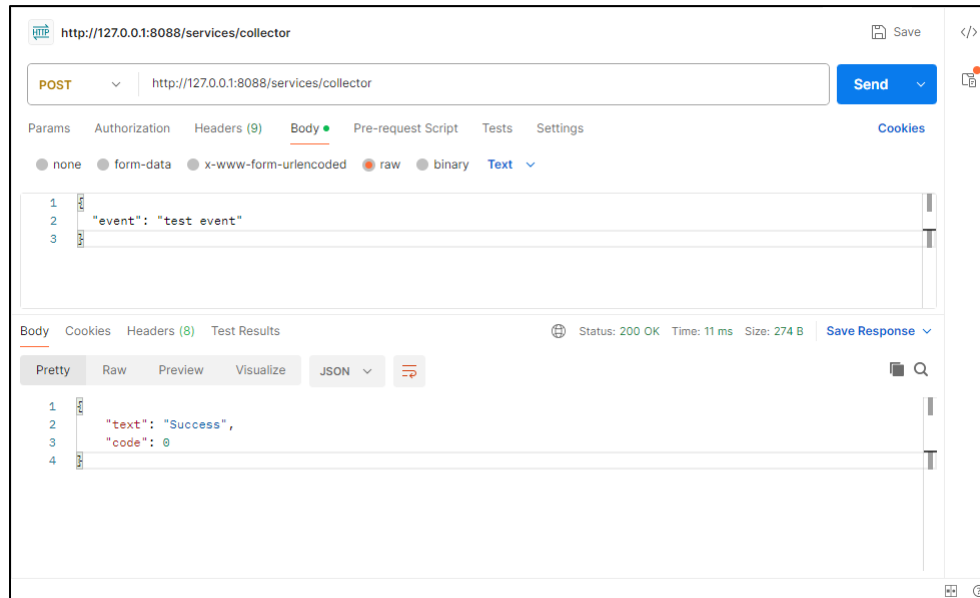 HTTP http://127.0.0.1:8088/services/collector Save </>
POST http://127.0.0.1:8088/services/collector Send
Params Authorization Headers (9) Body Pre-request Script Tests Settings Cookies
none form-data x-www-form-urlencoded raw binary Text
1 {
2 "event": "test event"
3 }
Body Cookies Headers (8) Test Results Status: 200 OK Time: 11 ms Size: 274 B Save Response
Pretty Raw Preview Visualize JSON
1 {
2 "text": "Success",
3 "code": 0
4 }